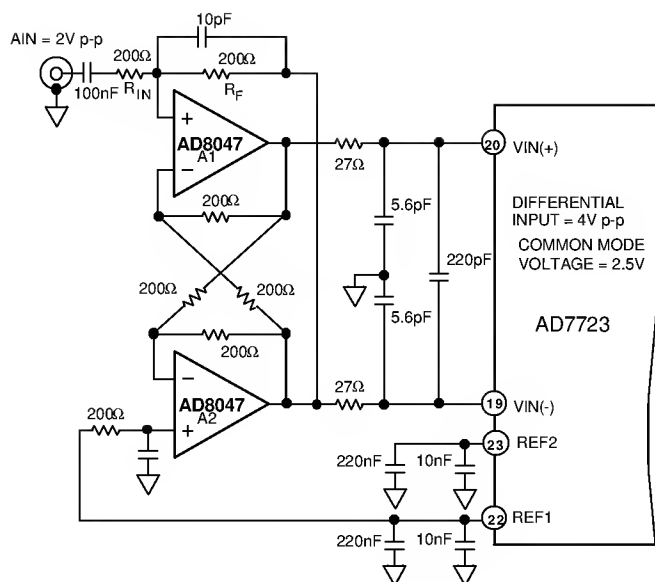 10pF
AIN = 2V p-p
200Ω
200Ω
100nF
RIN
RF
+
AD8047
A1
−
200Ω
27Ω
20
VIN(+)
5.6pF
DIFFERENTIAL
INPUT = 4V p-p
COMMON MODE
VOLTAGE = 2.5V
220pF
200Ω
200Ω
5.6pF
AD7723
200Ω
−
AD8047
A2
+
27Ω
19
VIN(-)
200Ω
23
REF2
220nF
10nF
22
REF1
220nF
10nF